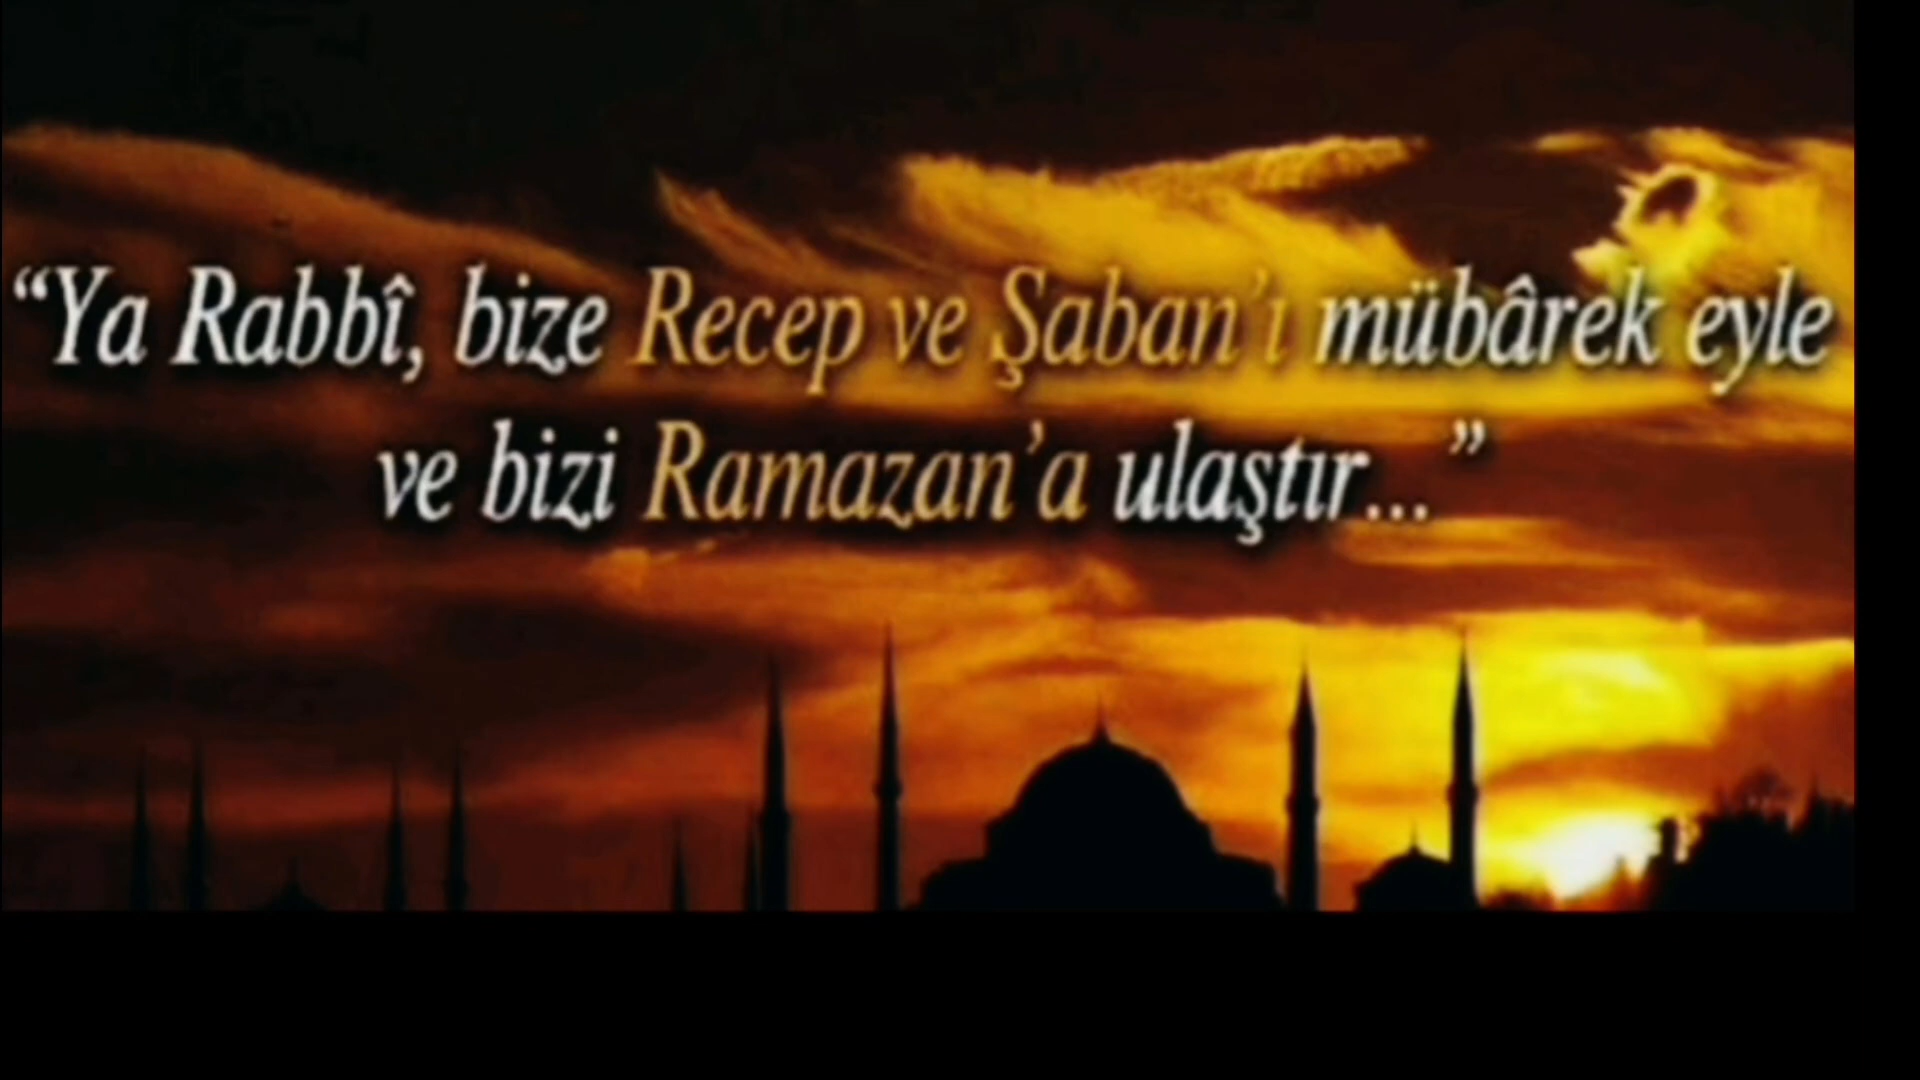 “Ya Rabbî, bize Recep ve Şaban’ı mübârek eyle
ve bizi Ramazan’a ulaştır...”